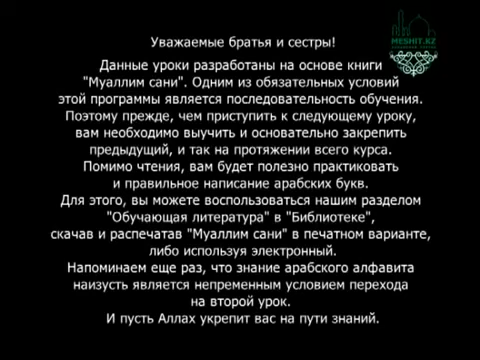 MESHIT.KZ
Уважаемые братья и сестры!
Данные уроки разработаны на основе книги
"Муаллим сани". Одним из обязательных условий
этой программы является последовательность обучения.
Поэтому прежде, чем приступить к следующему уроку,
вам необходимо выучить и основательно закрепить
предыдущий, и так на протяжении всего курса.
Помимо чтения, вам будет полезно практиковать
и правильное написание арабских букв.
Для этого, вы можете воспользоваться нашим разделом
"Обучающая литература" в "Библиотеке",
скачав и распечатав "Муаллим сани" в печатном варианте,
либо используя электронный.
Напоминаем еще раз, что знание арабского алфавита
наизусть является непременным условием перехода
на второй урок.
И пусть Аллах укрепит вас на пути знаний.